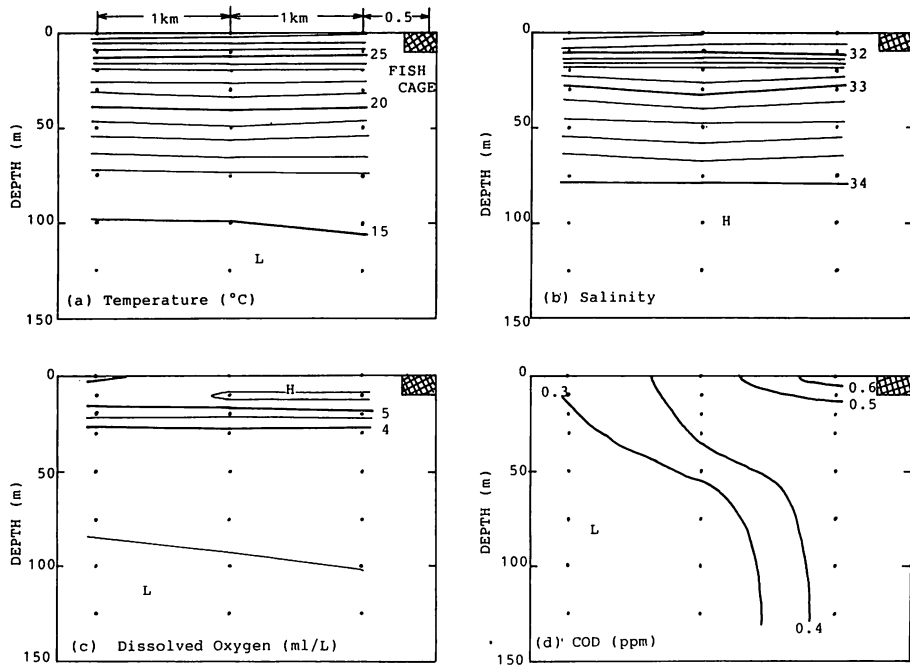 1km 1km 0.5
0
50
100
150
DEPTH (m)
25
20
15
FISH
CAGE
L
(a) Temperature (°C)
0
50
100
150
DEPTH (m)
32
33
34
H
(b) Salinity
0
50
100
150
DEPTH (m)
H
5
4
L
(c) Dissolved Oxygen (ml/L)
0
50
100
150
DEPTH (m)
0.3
0.6
0.5
L
0.4
(d) COD (ppm)